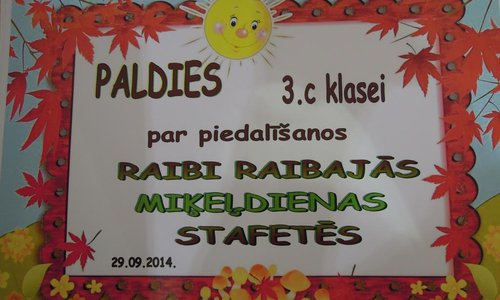 PALDIES 3.c klasei
par piedalīšanos
RAIBI RAIBAJĀS
MIĶEĻDIENAS
STAFETĒS
29.09.2014.